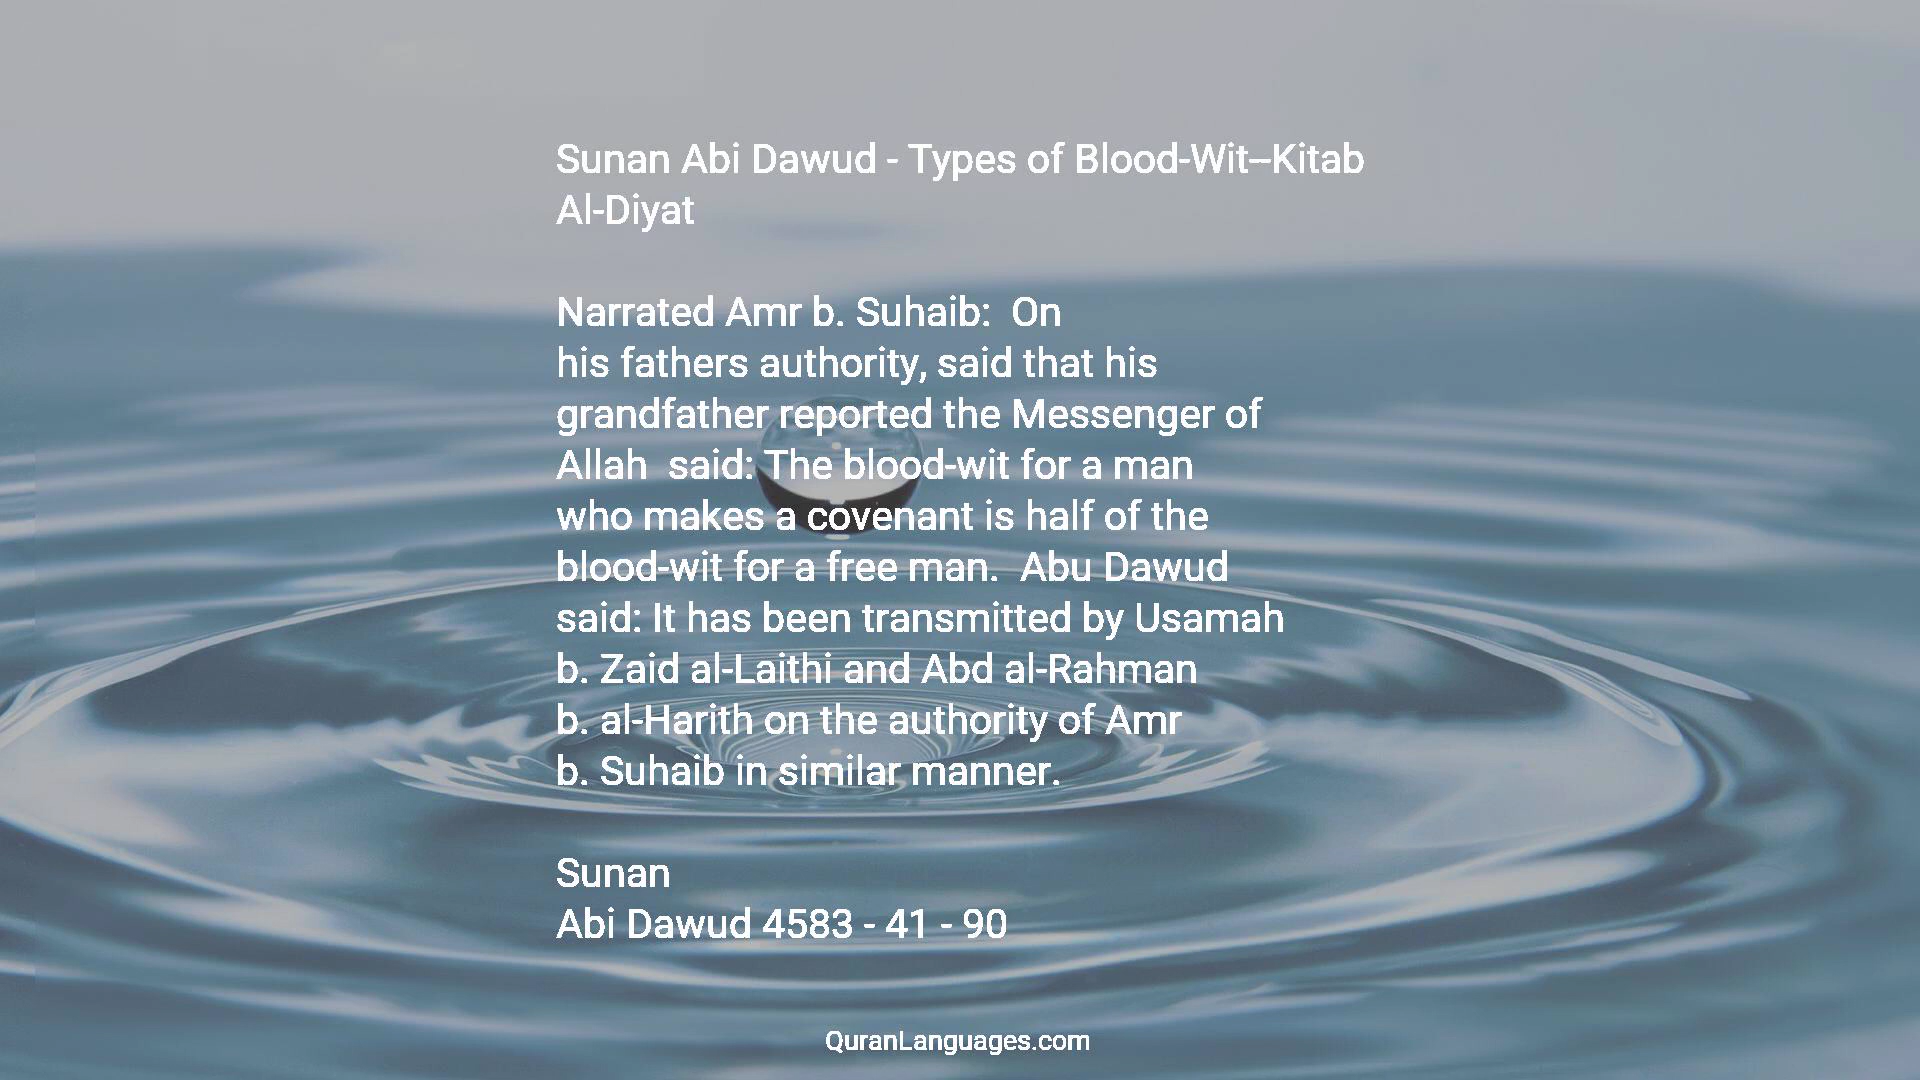 Sunan Abi Dawud - Types of Blood-Wit--Kitab
Al-Diyat
Narrated Amr b. Suhaib:  On
his fathers authority, said that his
grandfather reported the Messenger of
Allah  said: The blood-wit for a man
who makes a covenant is half of the
blood-wit for a free man.  Abu Dawud
said: It has been transmitted by Usamah
b. Zaid al-Laithi and Abd al-Rahman
b. al-Harith on the authority of Amr
b. Suhaib in similar manner.
Sunan
Abi Dawud 4583 - 41 - 90
QuranLanguages.com